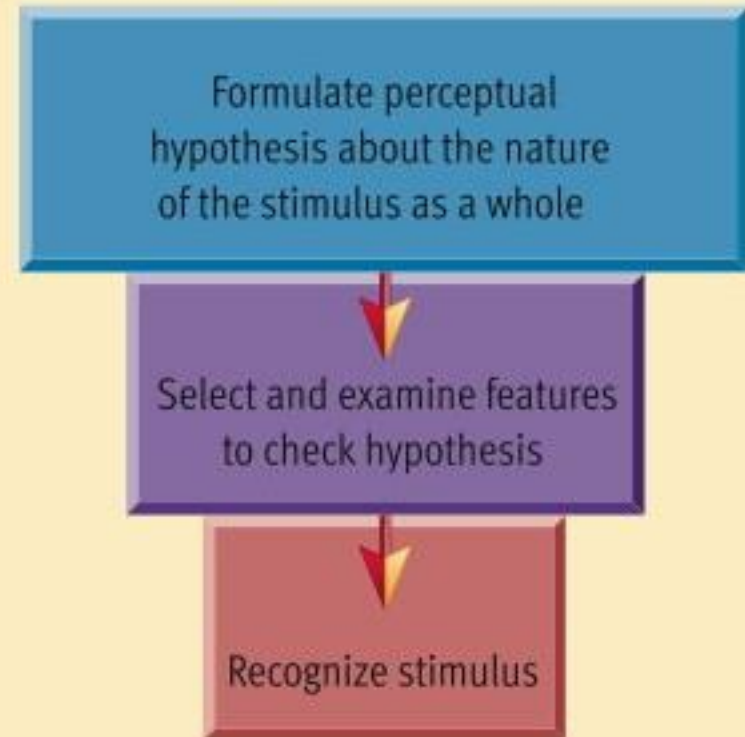 Formulate perceptual
hypothesis about the nature
of the stimulus as a whole
Select and examine features
to check hypothesis
Recognize stimulus